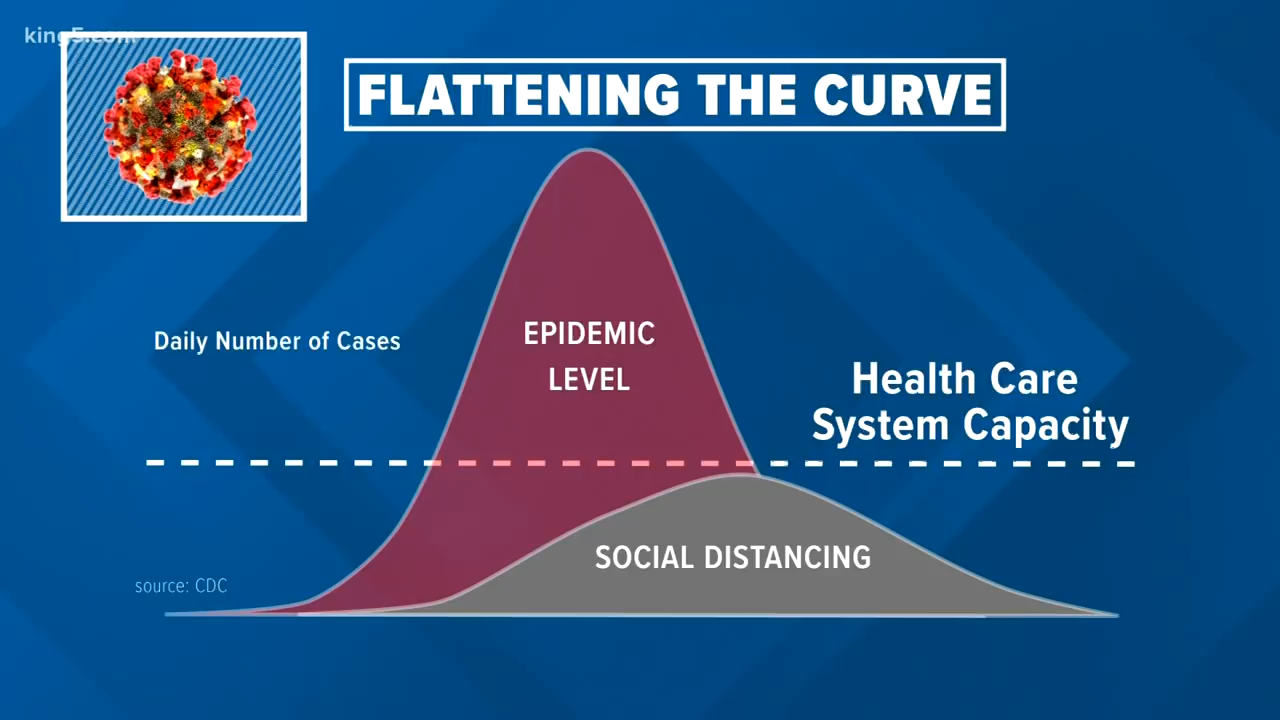 king5.com
FLATTENING THE CURVE
EPIDEMIC
LEVEL
Daily Number of Cases
Health Care
System Capacity
SOCIAL DISTANCING
source: CDC